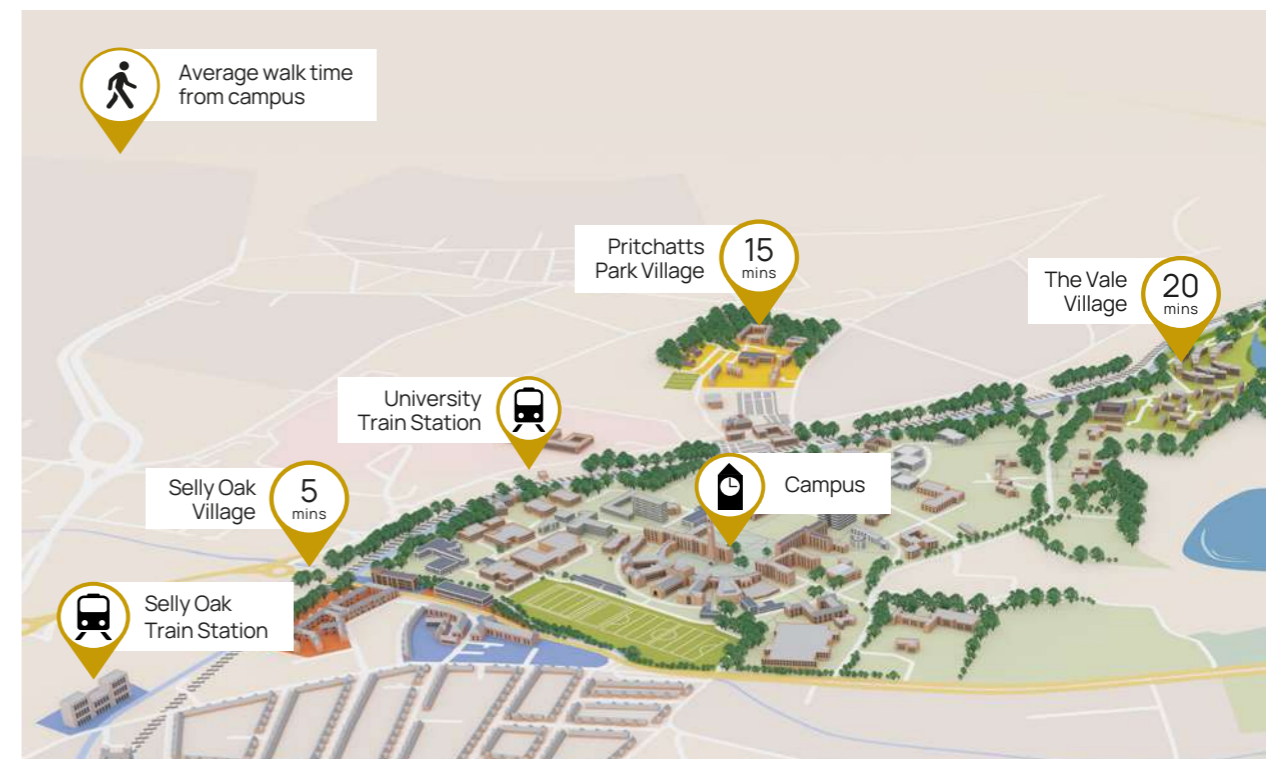 Average walk time
from campus
Pritchatts
Park Village
15
mins
The Vale
Village
20
mins
University
Train Station
Campus
Selly Oak
Village
5
mins
Selly Oak
Train Station